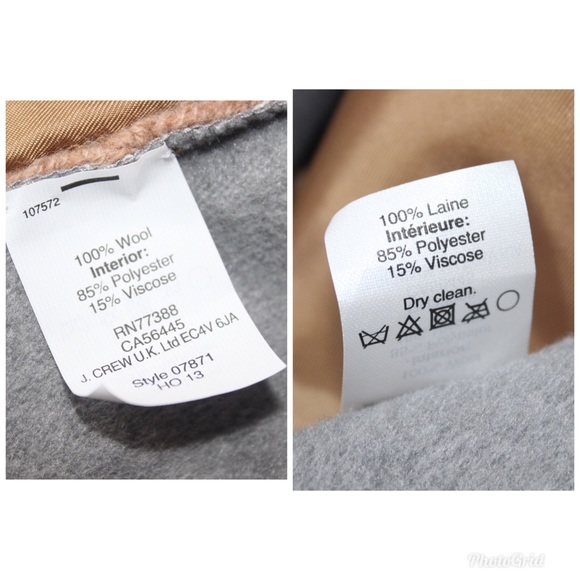 107572
100% Wool
Interior:
85% Polyester
15% Viscose
RN77388
CA56445
J. CREW U.K. Ltd EC4V 6JA
Style 07871
HO 13
100% Laine
Intérieure:
85% Polyester
15% Viscose
Dry clean.
PhotoGrid